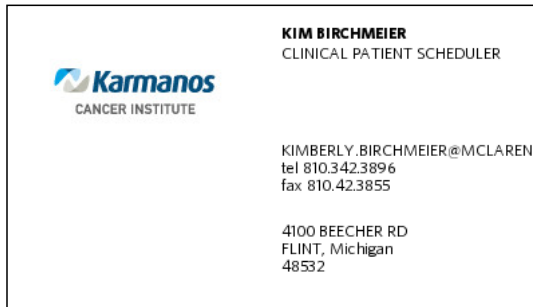 KIM BIRCHMEIER
CLINICAL PATIENT SCHEDULER
Karmanos
CANCER INSTITUTE
KIMBERLY.BIRCHMEIER@MCLAREN
tel 810.342.3896
fax 810.42.3855
4100 BEECHER RD
FLINT, Michigan
48532